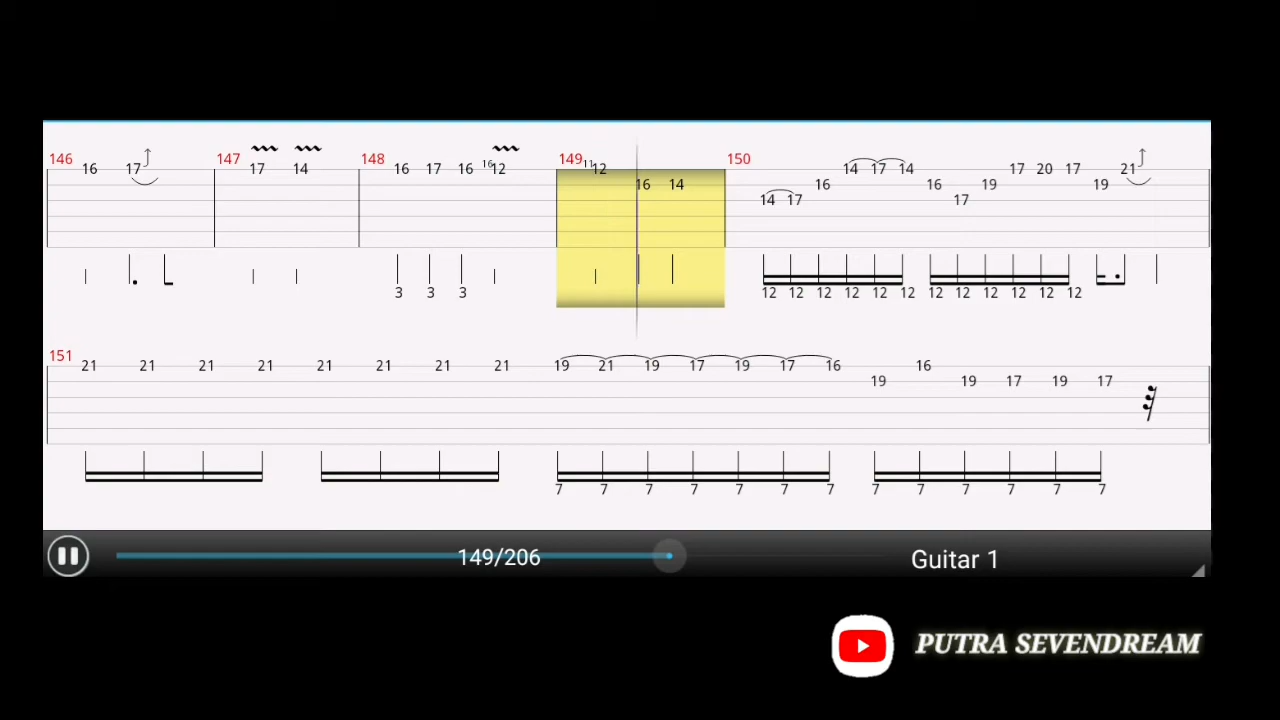 146 16 17 147 17 14 148 16 17 16 16 12 149 11 12 150 14 17 14 17 20 17 21
16 14 16 16 19 19
14 17 17
3 3 3 12 12 12 12 12 12 12 12 12 12 12 12
151 21 21 21 21 21 21 21 21 19 21 19 17 19 17 16 16
19 19 17 19 17
7 7 7 7 7 7 7 7 7 7 7 7 7
149/206 Guitar 1
PUTRA SEVENDREAM